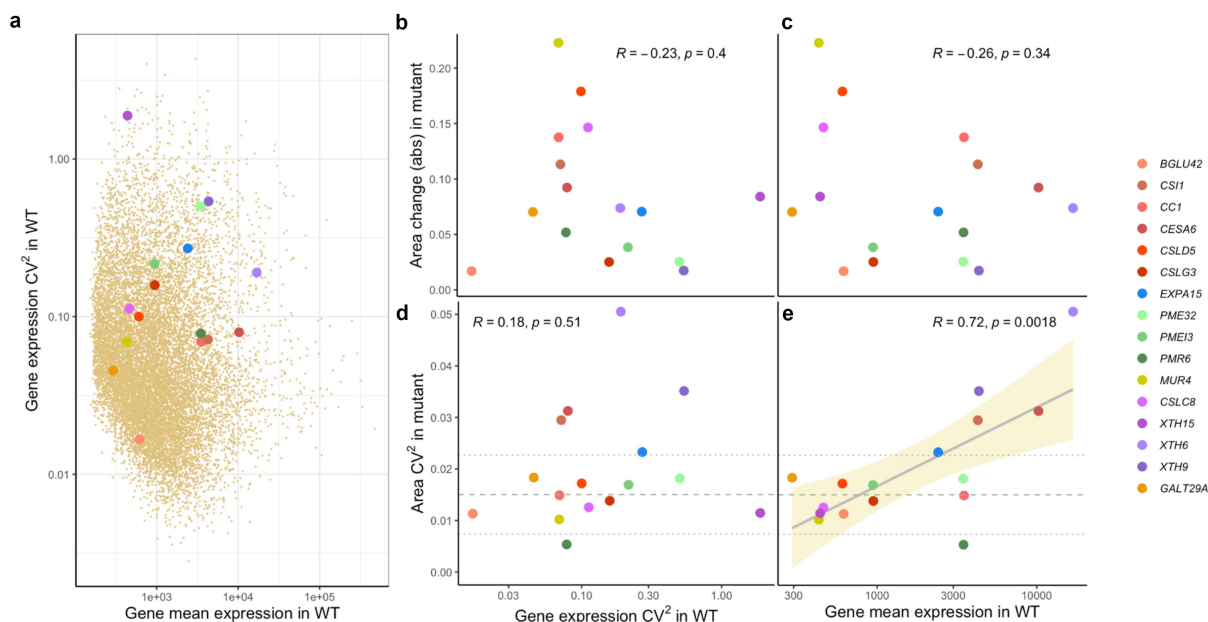 a
b
c
d
e
Gene expression CV² in WT
1.00
0.10
0.01
1e+03
1e+04
1e+05
Gene mean expression in WT
Area change (abs) in mutant
0.20
0.15
0.10
0.05
0.00
R = −0.23, p = 0.4
R = −0.26, p = 0.34
Area CV² in mutant
0.05
0.04
0.03
0.02
0.01
0.00
R = 0.18, p = 0.51
R = 0.72, p = 0.0018
0.03
0.10
0.30
1.00
Gene expression CV² in WT
300
1000
3000
10000
Gene mean expression in WT
BGLU42
CSI1
CC1
CESA6
CSLD5
CSLG3
EXPA15
PME32
PMEI3
PMR6
MUR4
CSLC8
XTH15
XTH6
XTH9
GALT29A